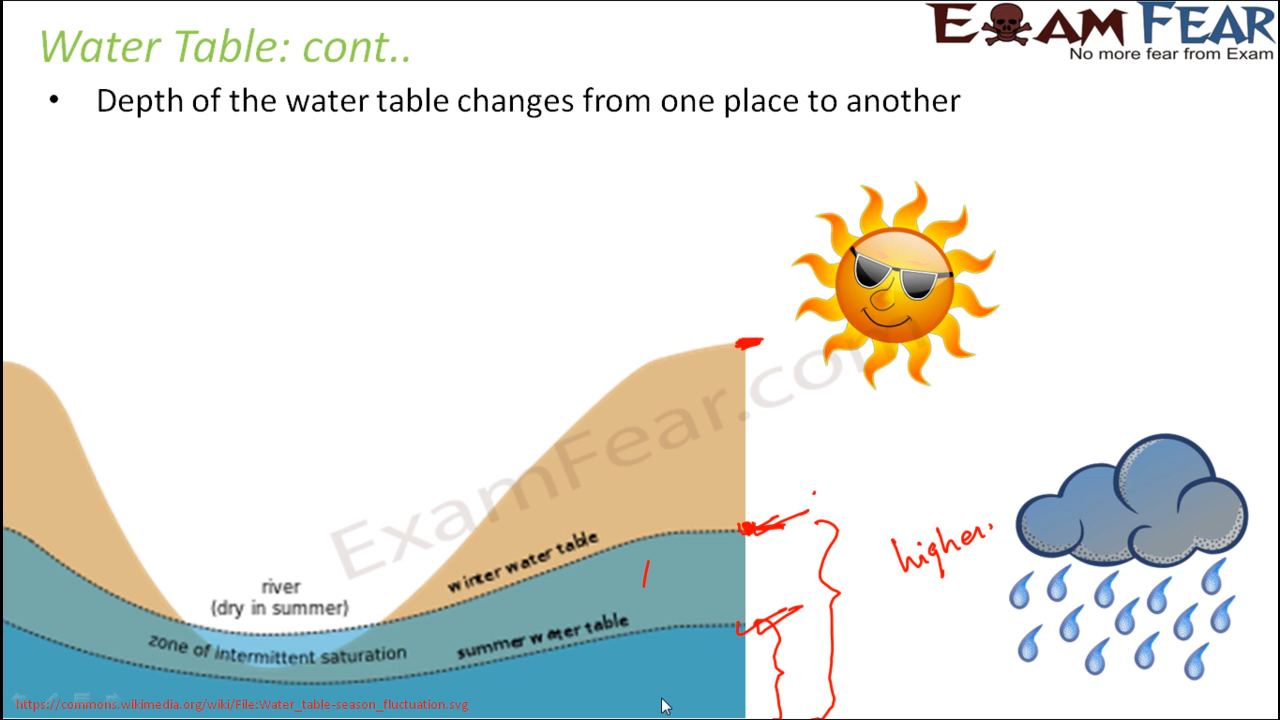 Water Table: cont..
EXAM FEAR
No more fear from Exam
• Depth of the water table changes from one place to another
ExamFear.com
higher.
winter water table
river
(dry in summer)
zone of intermittent saturation
summer water table
https://commons.wikimedia.org/wiki/File:Water_table-season_fluctuation.svg